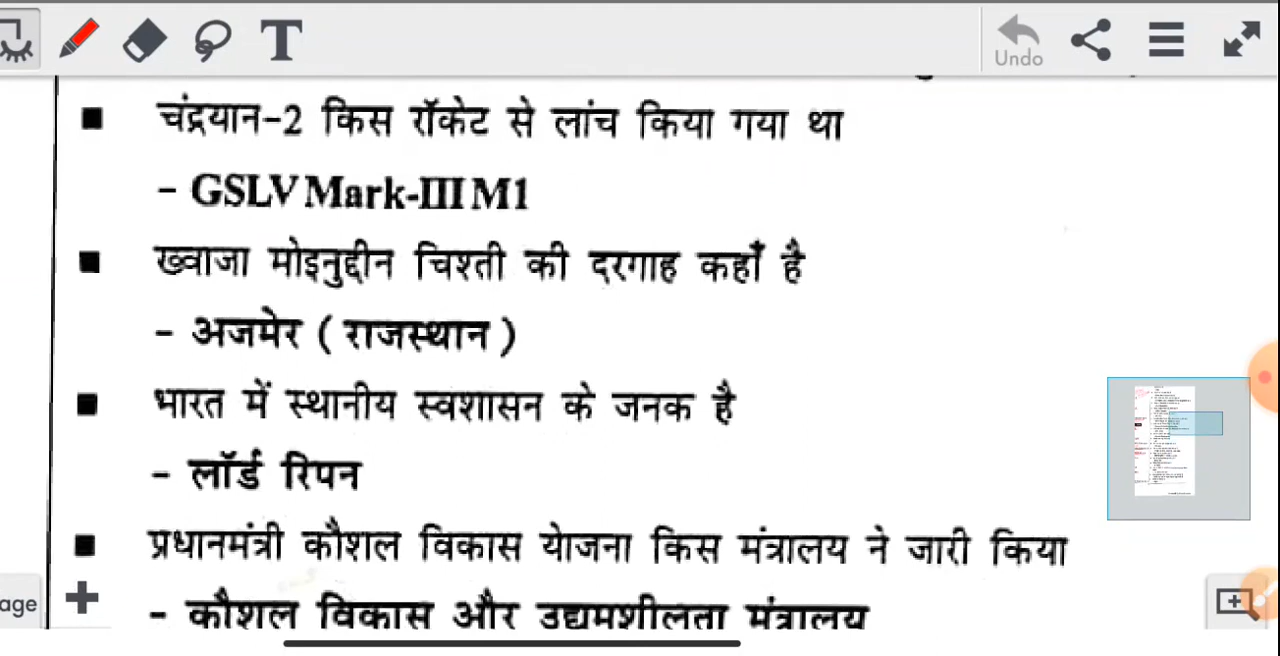 T
Undo
■ चंद्रयान-2 किस रॉकेट से लांच किया गया था
- GSLV Mark-III M1
■ ख्वाजा मोइनुद्दीन चिश्ती की दरगाह कहाँ है
- अजमेर ( राजस्थान )
■ भारत में स्थानीय स्वशासन के जनक है
- लॉर्ड रिपन
■ प्रधानमंत्री कौशल विकास योजना किस मंत्रालय ने जारी किया
- कौशल विकास और उद्यमशीलता मंत्रालय
age